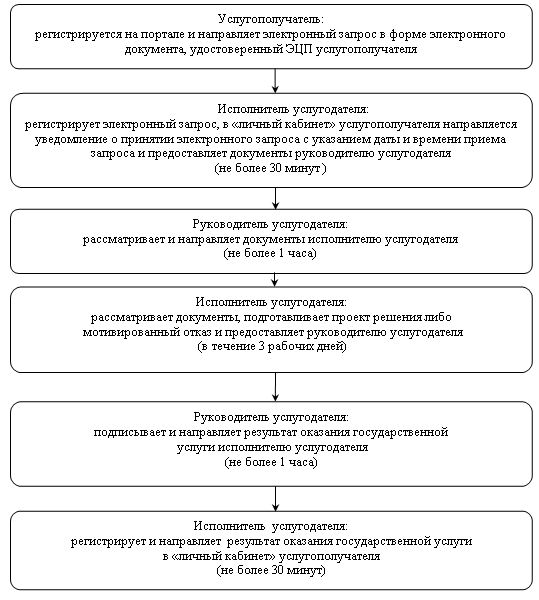 Услугополучатель:
регистрируется на портале и направляет электронный запрос в форме электронного
документа, удостоверенный ЭЦП услугополучателя
Исполнитель услугодателя:
регистрирует электронный запрос, в «личный кабинет» услугополучателя направляется
уведомление о принятии электронного запроса с указанием даты и времени приема
запроса и предоставляет документы руководителю услугодателя
(не более 30 минут)
Руководитель услугодателя:
рассматривает и направляет документы исполнителю услугодателя
(не более 1 часа)
Исполнитель услугодателя:
рассматривает документы, подготавливает проект решения либо
мотивированный отказ и предоставляет руководителю услугодателя
(в течение 3 рабочих дней)
Руководитель услугодателя:
подписывает и направляет результат оказания государственной
услуги исполнителю услугодателя
(не более 1 часа)
Исполнитель услугодателя:
регистрирует и направляет результат оказания государственной услуги
в «личный кабинет» услугополучателя
(не более 30 минут)